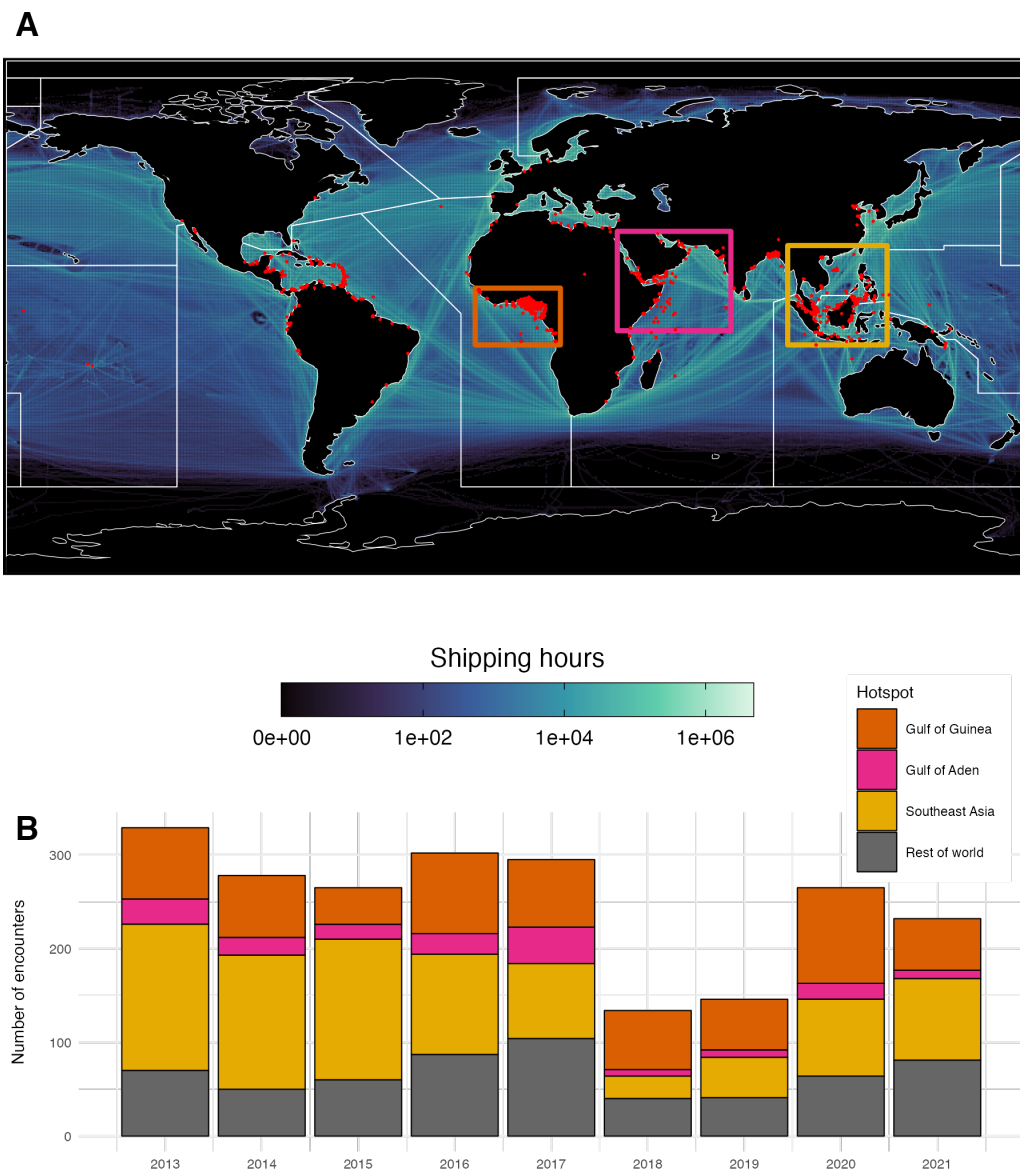 A
Shipping hours
0e+00 1e+02 1e+04 1e+06
Hotspot
Gulf of Guinea
Gulf of Aden
Southeast Asia
Rest of world
B
Number of encounters
300
200
100
0
2013 2014 2015 2016 2017 2018 2019 2020 2021